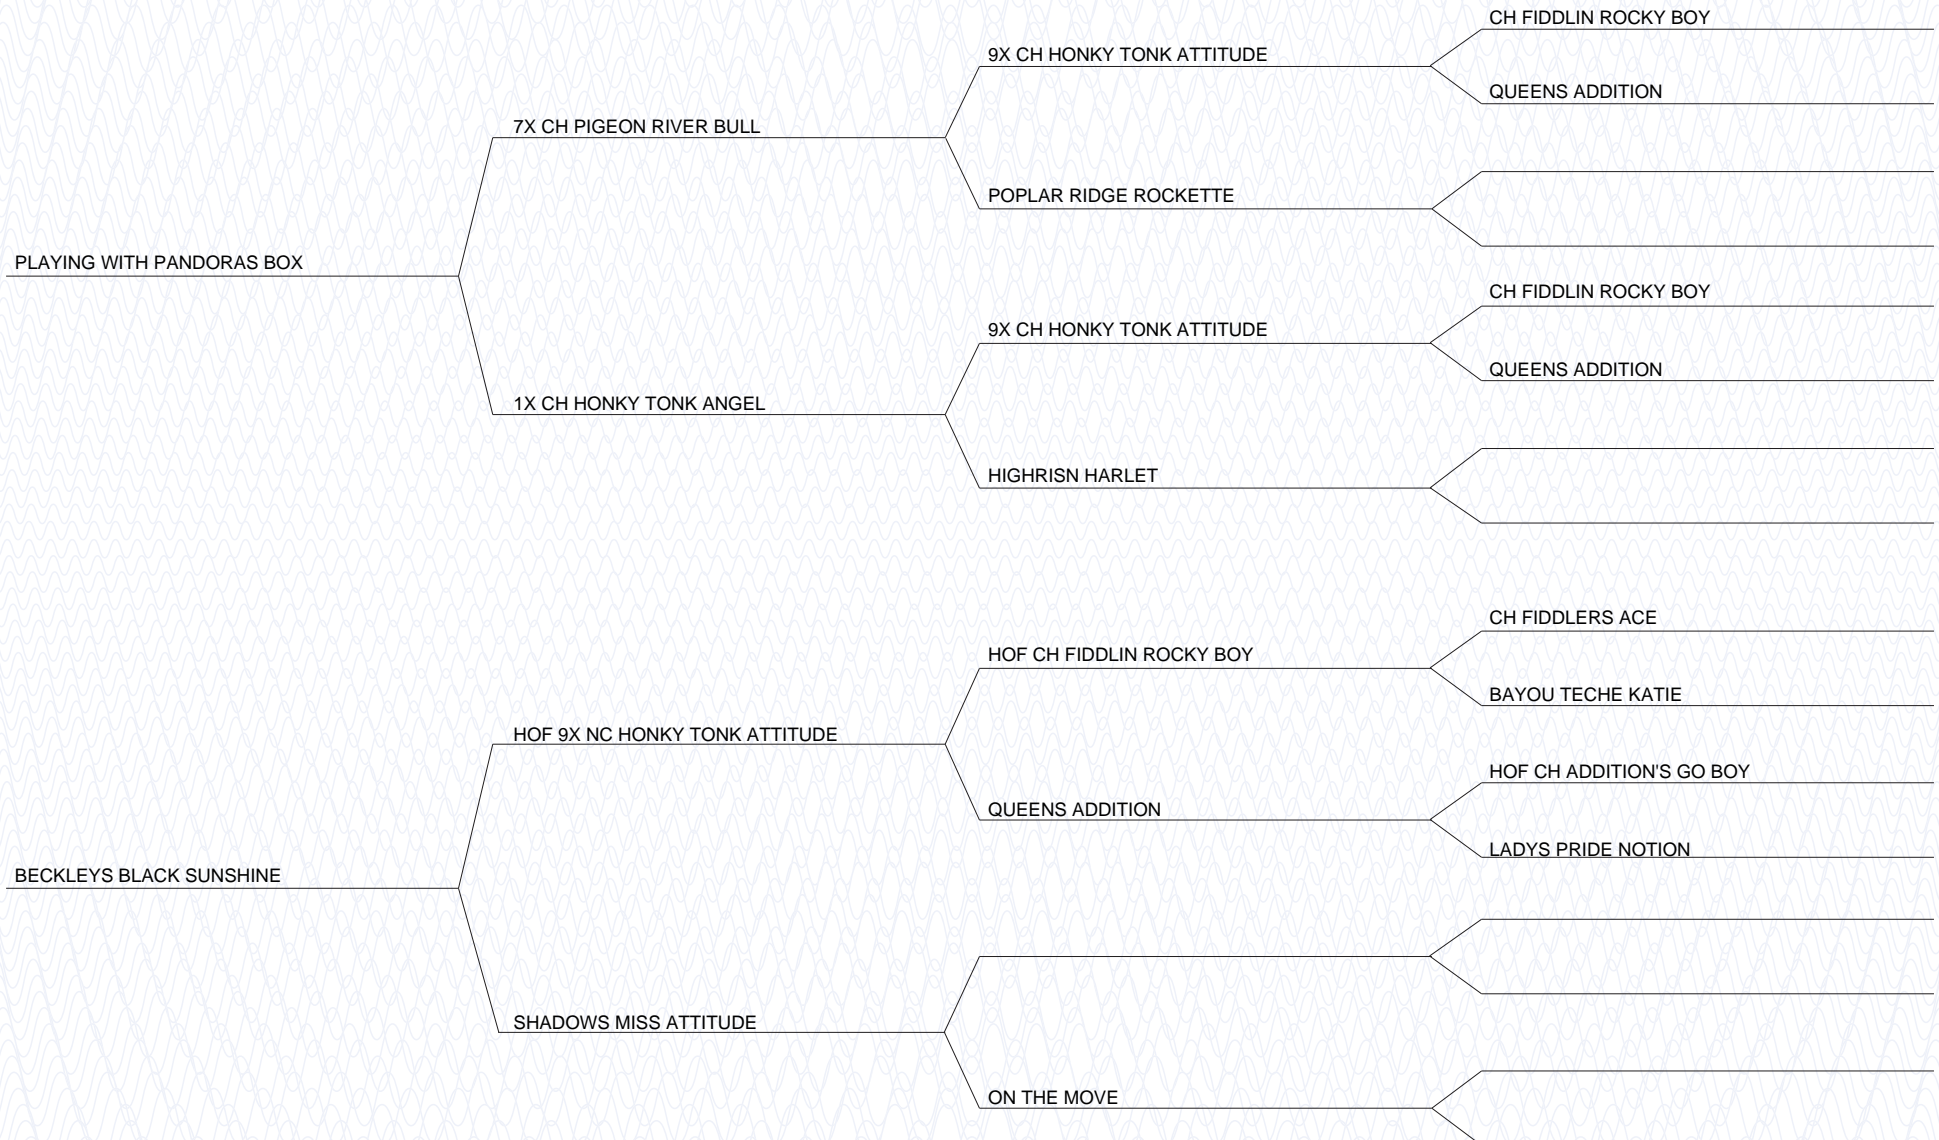 CH FIDDLIN ROCKY BOY
9X CH HONKY TONK ATTITUDE
QUEENS ADDITION
7X CH PIGEON RIVER BULL
POPLAR RIDGE ROCKETTE
PLAYING WITH PANDORAS BOX
CH FIDDLIN ROCKY BOY
9X CH HONKY TONK ATTITUDE
QUEENS ADDITION
1X CH HONKY TONK ANGEL
HIGHRISN HARLET
CH FIDDLERS ACE
HOF CH FIDDLIN ROCKY BOY
BAYOU TECHE KATIE
HOF 9X NC HONKY TONK ATTITUDE
HOF CH ADDITION'S GO BOY
QUEENS ADDITION
LADYS PRIDE NOTION
BECKLEYS BLACK SUNSHINE
SHADOWS MISS ATTITUDE
ON THE MOVE